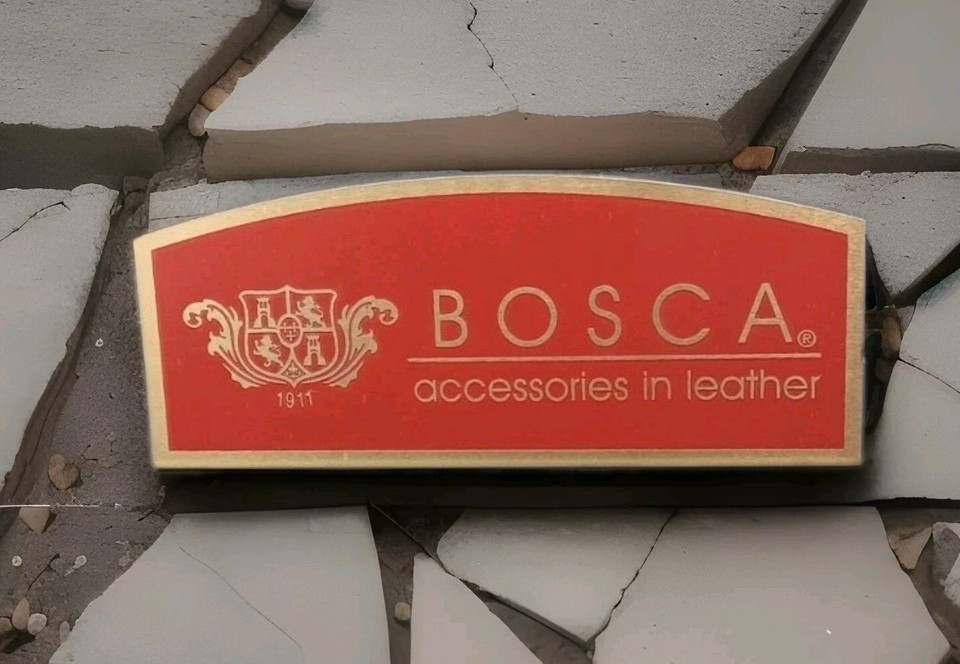 BOSCA®
accessories in leather
1911